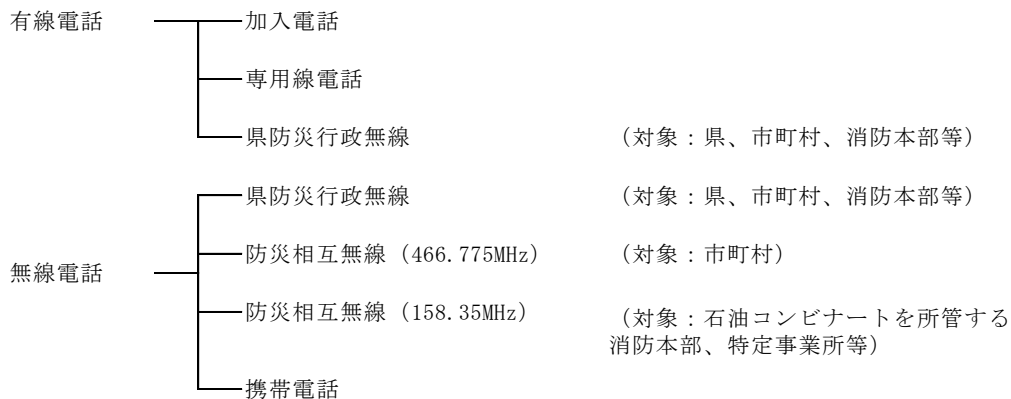 有線電話
加入電話
専用線電話
県防災行政無線 （対象：県、市町村、消防本部等）
県防災行政無線 （対象：県、市町村、消防本部等）
防災相互無線（466.775MHz） （対象：市町村）
無線電話
防災相互無線（158.35MHz） （対象：石油コンビナートを所管する
消防本部、特定事業所等）
携帯電話